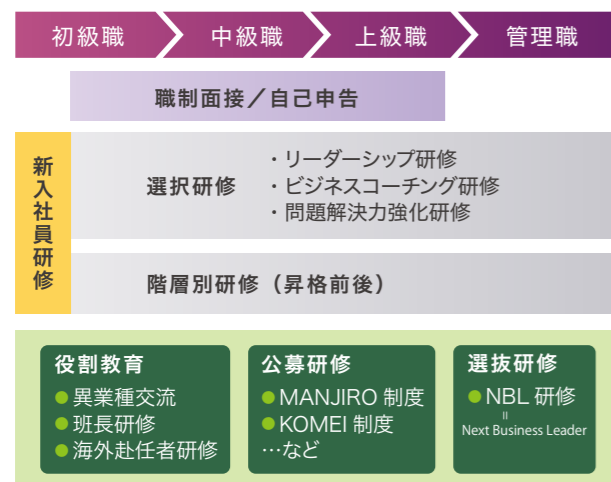 初級職
中級職
上級職
管理職
職制面接／自己申告
新入社員研修
選択研修
・リーダーシップ研修
・ビジネスコーチング研修
・問題解決力強化研修
階層別研修（昇格前後）
役割教育
●異業種交流
●班長研修
●海外赴任者研修
公募研修
●MANJIRO 制度
●KOMEI 制度
…など
選抜研修
●NBL 研修
=
Next Business Leader